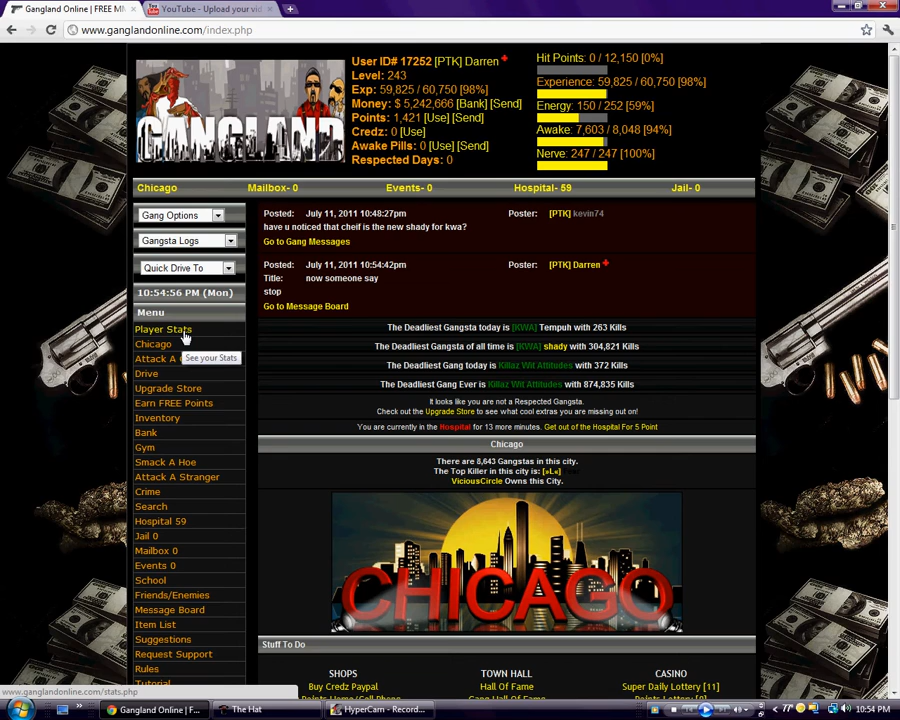 Gangland Online | FREE MM
YouTube - Upload your vid
www.ganglandonline.com/index.php
GANGLAND
User ID# 17252 [PTK] Darren
Level: 243
Exp: 59,825 / 60,750 [98%]
Money: $ 5,242,666 [Bank] [Send]
Points: 1,421 [Use] [Send]
Credz: 0 [Use]
Awake Pills: 0 [Use] [Send]
Respected Days: 0
Hit Points: 0 / 12,150 [0%]
Experience: 59,825 / 60,750 [98%]
Energy: 150 / 252 [59%]
Awake: 7,603 / 8,048 [94%]
Nerve: 247 / 247 [100%]
Chicago Mailbox- 0 Events- 0 Hospital- 59 Jail- 0
Gang Options
Gangsta Logs
Quick Drive To
10:54:56 PM (Mon)
Menu
Player Stats
Chicago
Attack A
See your Stats
Drive
Upgrade Store
Earn FREE Points
Inventory
Bank
Gym
Smack A Hoe
Attack A Stranger
Crime
Search
Hospital 59
Jail 0
Mailbox 0
Events 0
School
Friends/Enemies
Message Board
Item List
Suggestions
Request Support
Rules
Tutorial
Posted: July 11, 2011 10:48:27pm Poster: [PTK] kevin74
have u noticed that cheif is the new shady for kwa?
Go to Gang Messages
Posted: July 11, 2011 10:54:42pm Poster: [PTK] Darren
Title: now someone say
stop
Go to Message Board
The Deadliest Gangsta today is [KWA] Tempuh with 263 Kills
The Deadliest Gangsta of all time is [KWA] shady with 304,821 Kills
The Deadliest Gang today is Killaz Wit Attitudes with 372 Kills
The Deadliest Gang Ever is Killaz Wit Attitudes with 874,835 Kills
It looks like you are not a Respected Gangsta.
Check out the Upgrade Store to see what cool extras you are missing out on!
You are currently in the Hospital for 13 more minutes. Get out of the Hospital For 5 Point
Chicago
There are 8,643 Gangstas in this city.
The Top Killer in this city is: [»L«]
ViciousCircle Owns this City.
CHICAGO
Stuff To Do
SHOPS TOWN HALL CASINO
Buy Credz Paypal Hall Of Fame Super Daily Lottery [11]
www.ganglandonline.com/stats.php
Gangland Online | F...
The Hat
HyperCam - Record...
10:54 PM